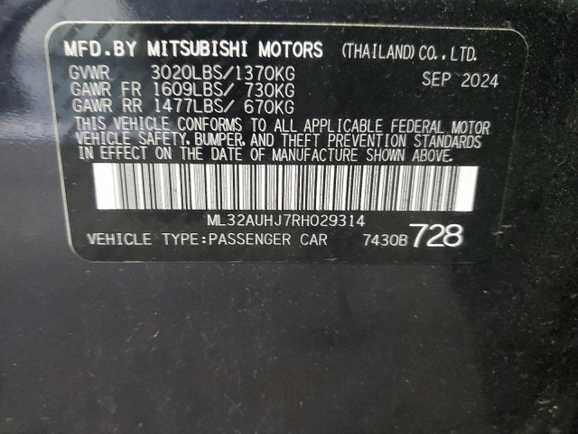 MFD.BY MITSUBISHI MOTORS (THAILAND) CO.,LTD.
GVWR 3020LBS/1370KG SEP 2024
GAWR FR 1609LBS/ 730KG
GAWR RR 1477LBS/ 670KG
THIS VEHICLE CONFORMS TO ALL APPLICABLE FEDERAL MOTOR
VEHICLE SAFETY, BUMPER, AND THEFT PREVENTION STANDARDS
IN EFFECT ON THE DATE OF MANUFACTURE SHOWN ABOVE.
ML32AUHJ7RH029314
VEHICLE TYPE:PASSENGER CAR 7430B 728